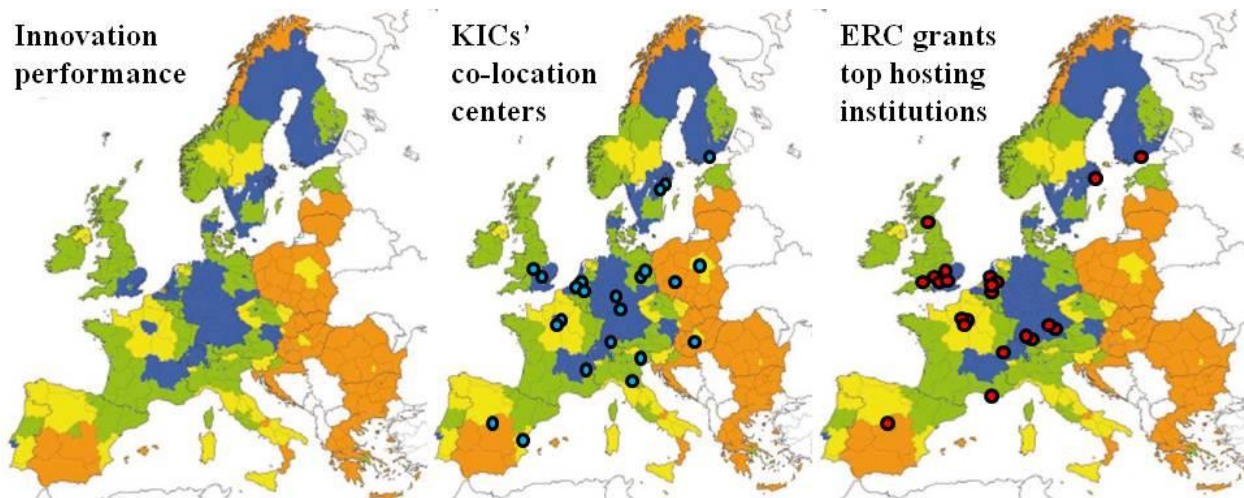 Innovation
performance
KICs'
co-location
centers
ERC grants
top hosting
institutions